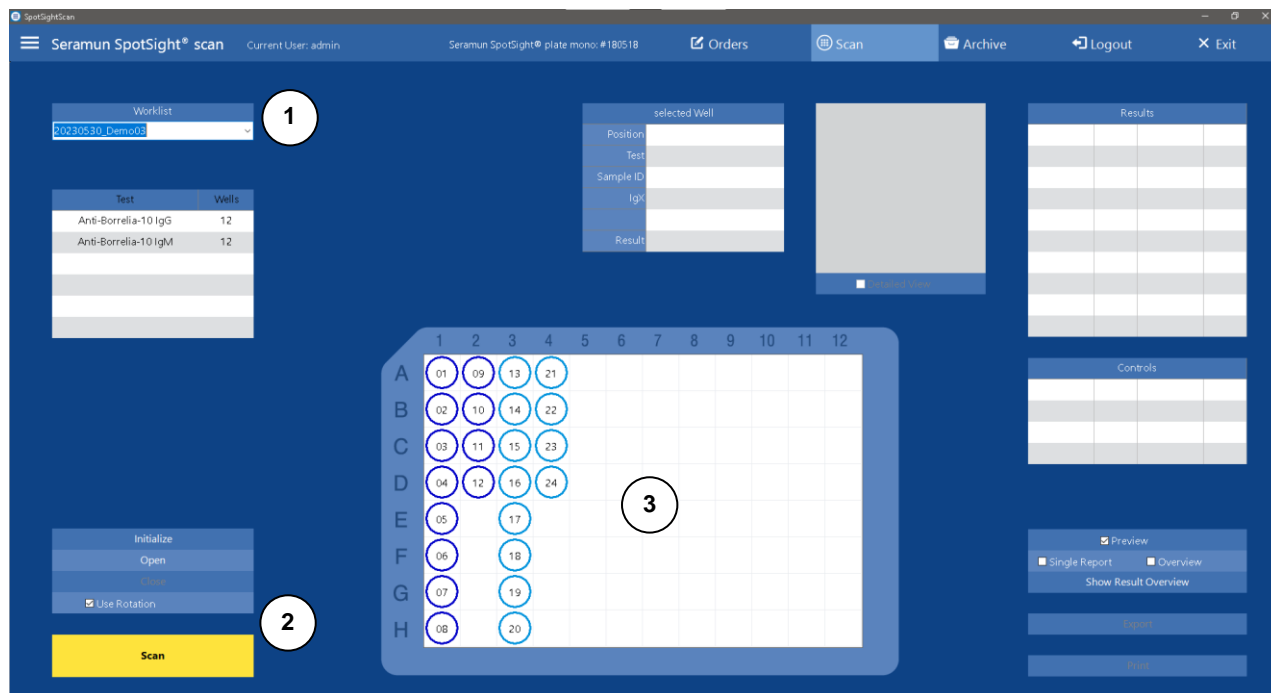 SpotSightScan
Seramun SpotSight® scan Current User: admin Seramun SpotSight® plate mono: #180518 Orders Scan Archive Logout Exit
Worklist
20230530_Demo03
1
Test Wells
Anti-Borrelia-10 IgG 12
Anti-Borrelia-10 IgM 12
selected Well
Position
Test
Sample ID
IgX
Result
Detailed View
Results
Controls
1 2 3 4 5 6 7 8 9 10 11 12
A 01 09 13 21
B 02 10 14 22
C 03 11 15 23
D 04 12 16 24
E 05 17
F 06 18
G 07 19
H 08 20
3
Initialize
Open
Close
Use Rotation
2
Scan
Preview
Single Report Overview
Show Result Overview
Export
Print